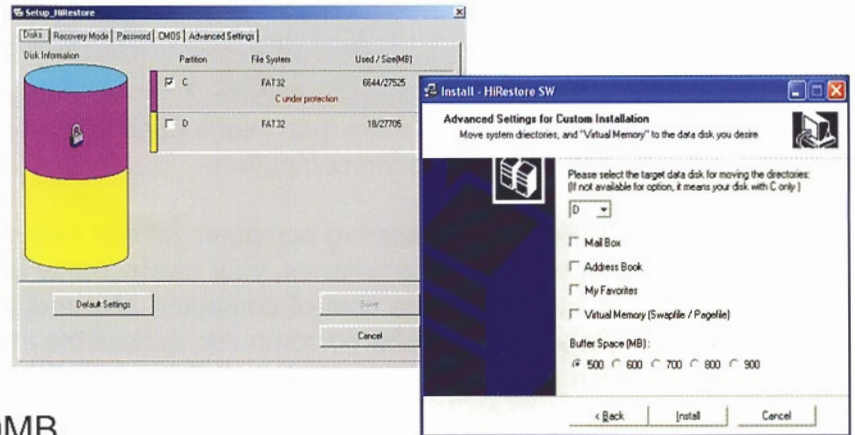 Setup_HiRestore
Disks Recovery Mode Password CMOS Advanced Settings
Disk Information
Partition File System Used / Size(MB)
C FAT32 6644/27525
C under protection
D FAT32 18/27705
Default Settings
Save
Cancel
Install - HiRestore SW
Advanced Settings for Custom Installation
Move system driectories, and "Virtual Memory" to the data disk you desire
Please select the target data disk for moving the directories:
(If not available for option, it means your disk with C only )
D
Mail Box
Address Book
My Favorites
Virtual Memory (Swapfile / Pagefile)
Buffer Space (MB) :
500 600 700 800 900
< Back Install Cancel
MB